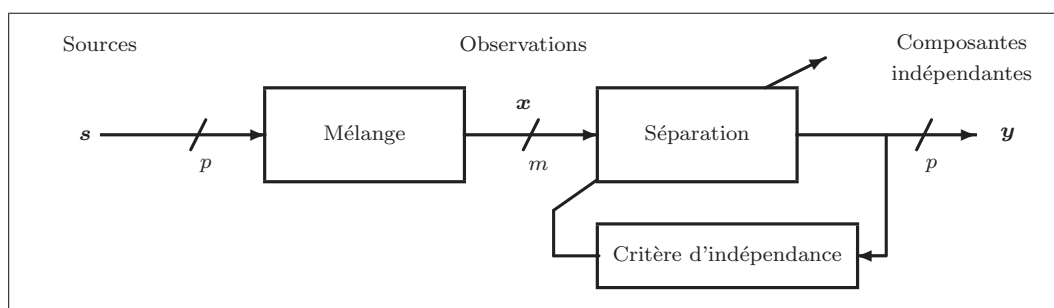 Sources
Observations
Composantes
indépendantes
s
p
Mélange
x
m
Séparation
p
y
Critère d'indépendance